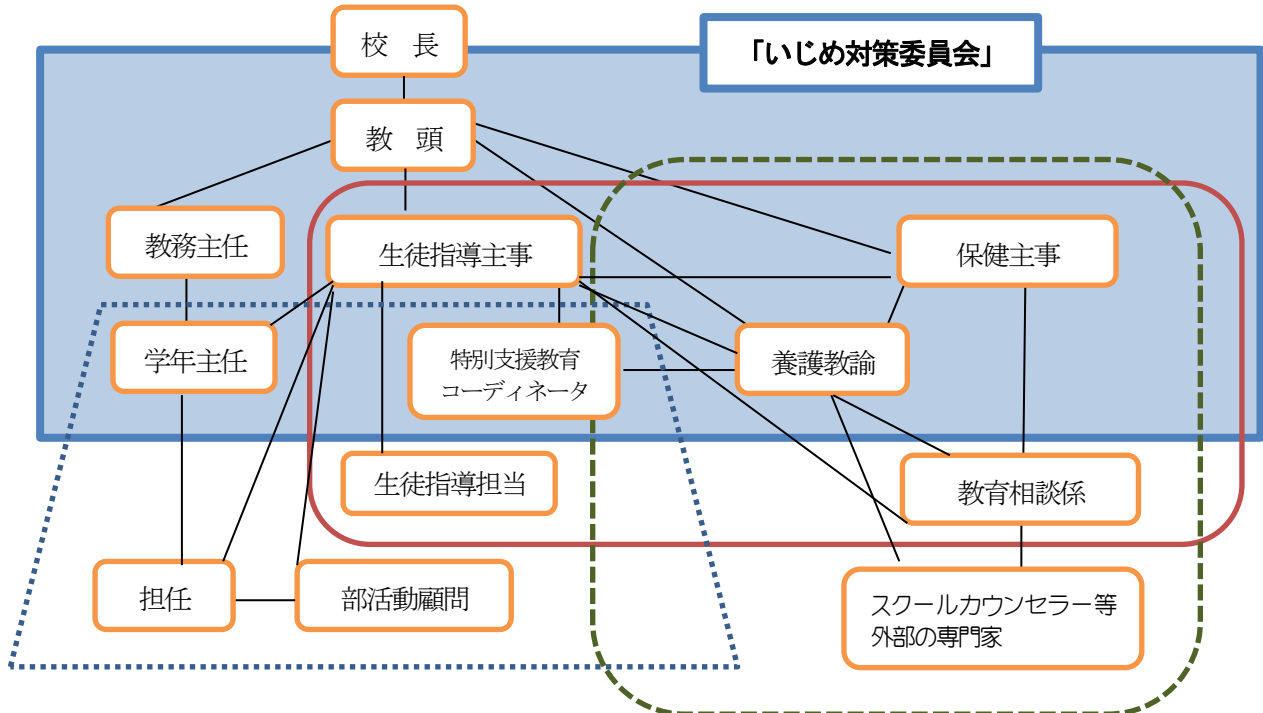 校　長
「いじめ対策委員会」
教　頭
教務主任
生徒指導主事
保健主事
学年主任
特別支援教育
コーディネータ
養護教諭
生徒指導担当
教育相談係
担任
部活動顧問
スクールカウンセラー等
外部の専門家